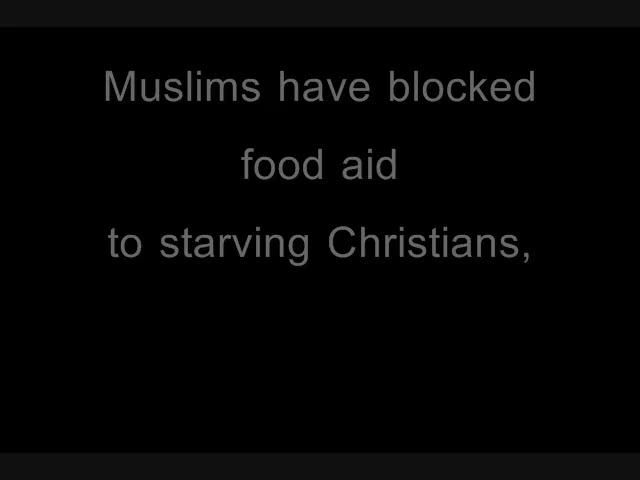 Muslims have blocked
food aid
to starving Christians,